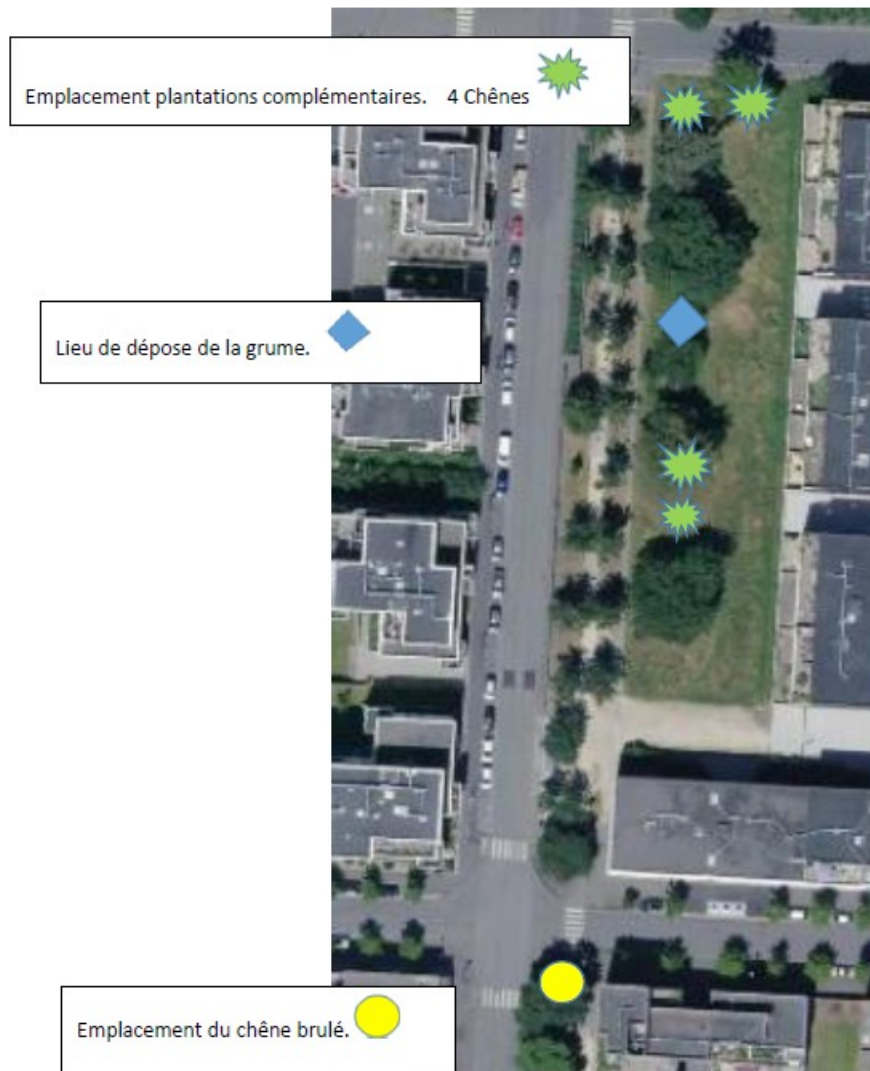 Emplacement plantations complémentaires. 4 Chênes
Lieu de dépose de la grume.
Emplacement du chêne brulé.